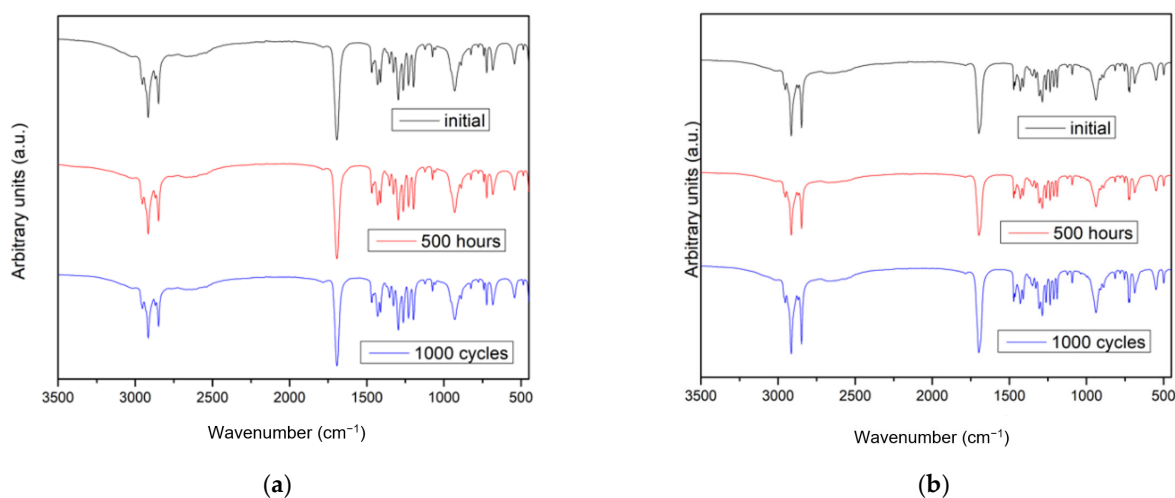 Arbitrary units (a.u.)
initial
500 hours
1000 cycles
3500 3000 2500 2000 1500 1000 500
Wavenumber (cm−1)
(a)
Arbitrary units (a.u.)
initial
500 hours
1000 cycles
3500 3000 2500 2000 1500 1000 500
Wavenumber (cm−1)
(b)